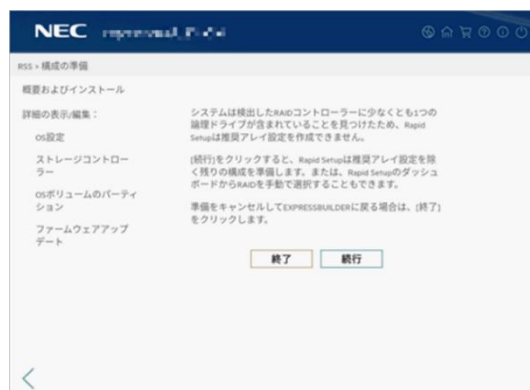 NEC
RSS > 構成の準備
概要およびインストール
詳細の表示/編集：
OS設定
ストレージコントロー
ラー
OSボリュームのパーティ
ション
ファームウェアアップ
デート
システムは検出したRAIDコントローラーに少なくとも1つの
論理ドライブが含まれていることを見つけたため、Rapid
Setupは推奨アレイ設定を作成できません。
[続行]をクリックすると、Rapid Setupは推奨アレイ設定を除
く残りの構成を準備します。または、Rapid Setupのダッシュ
ボードからRAIDを手動で選択することもできます。
準備をキャンセルしてEXPRESSBUILDERに戻る場合は、[終了]
をクリックします。
終了
続行